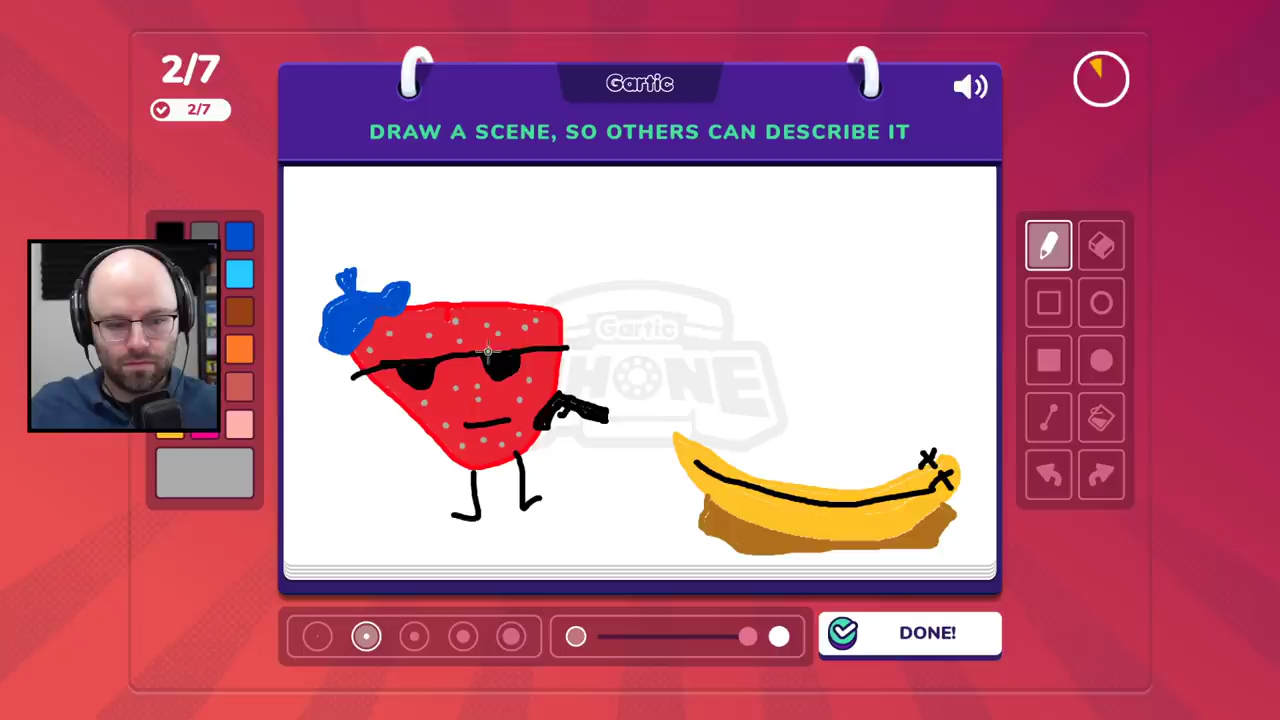 2/7
2/7
Gartic
DRAW A SCENE, SO OTHERS CAN DESCRIBE IT
Gartic
PHONE
DONE!